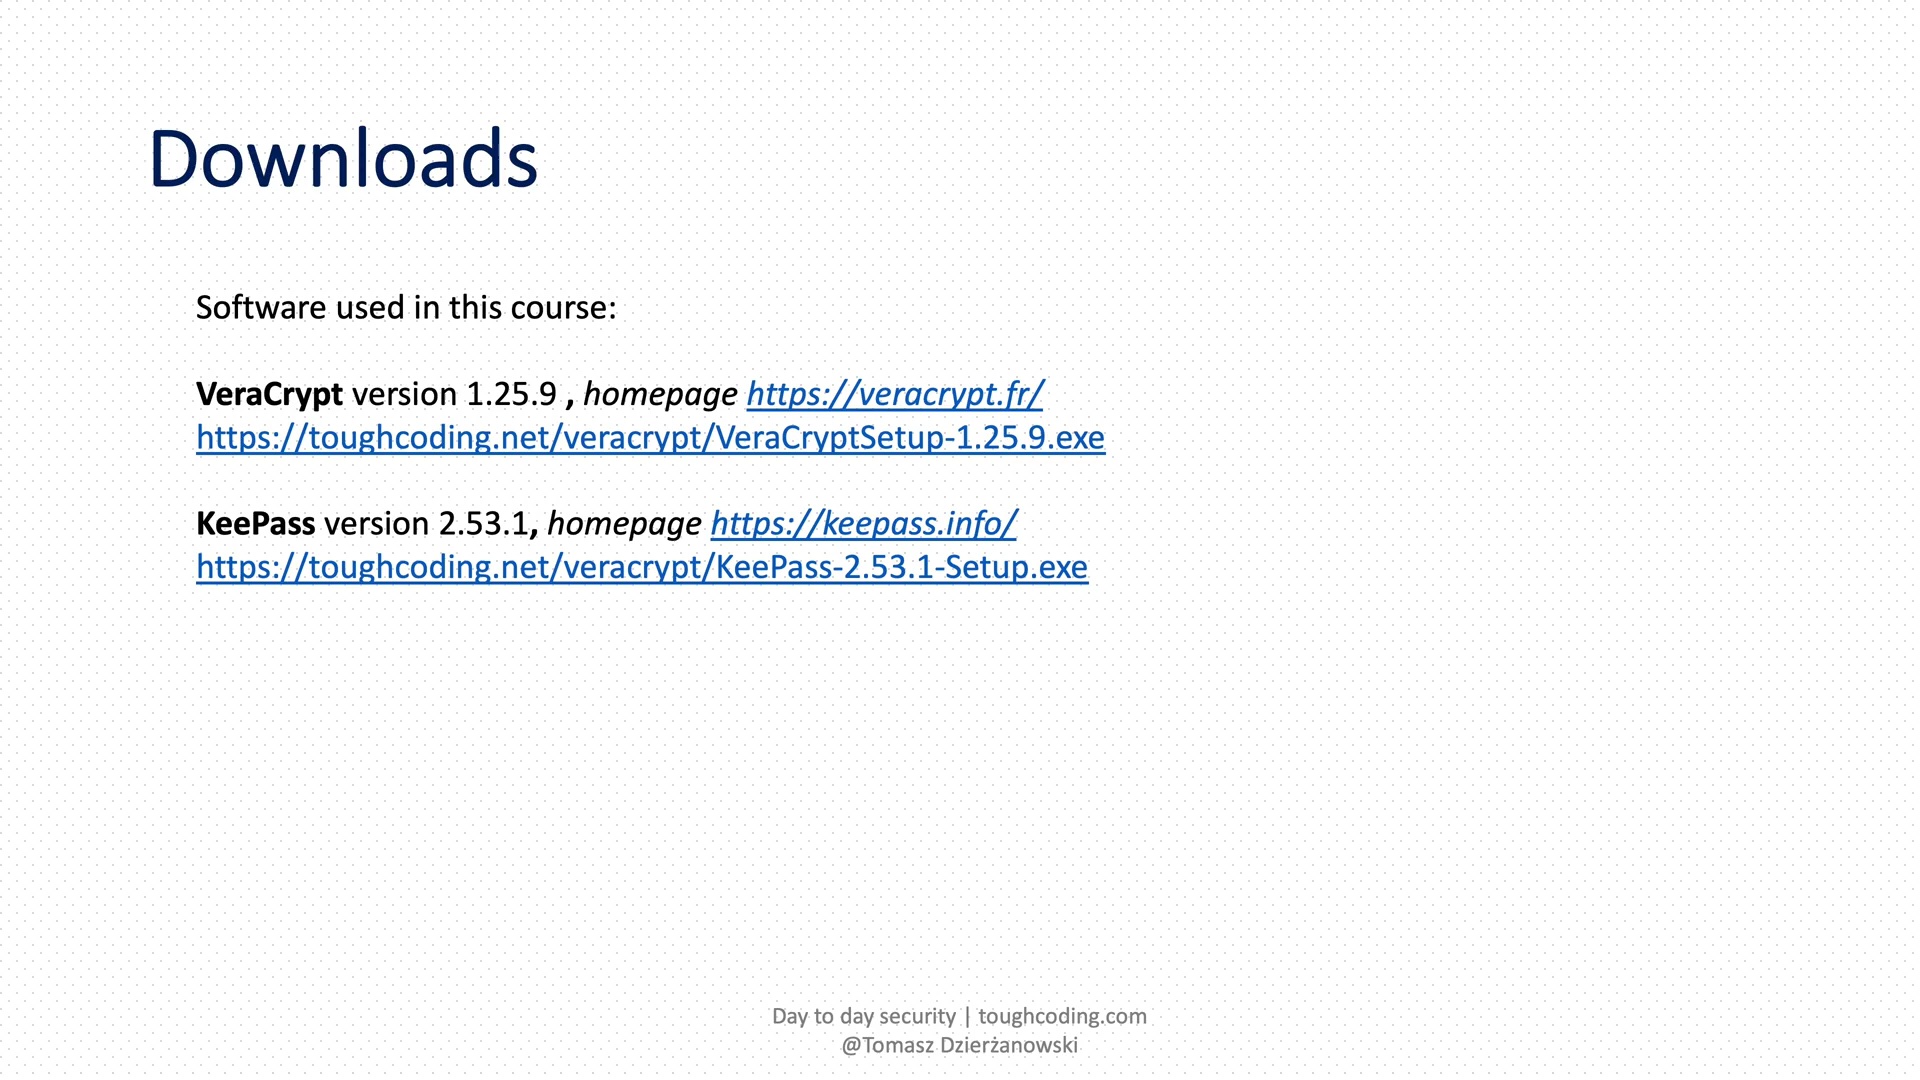 Downloads
Software used in this course:
VeraCrypt version 1.25.9 , homepage https://veracrypt.fr/
https://toughcoding.net/veracrypt/VeraCryptSetup-1.25.9.exe
KeePass version 2.53.1, homepage https://keepass.info/
https://toughcoding.net/veracrypt/KeePass-2.53.1-Setup.exe
Day to day security | toughcoding.com
@Tomasz Dzierżanowski